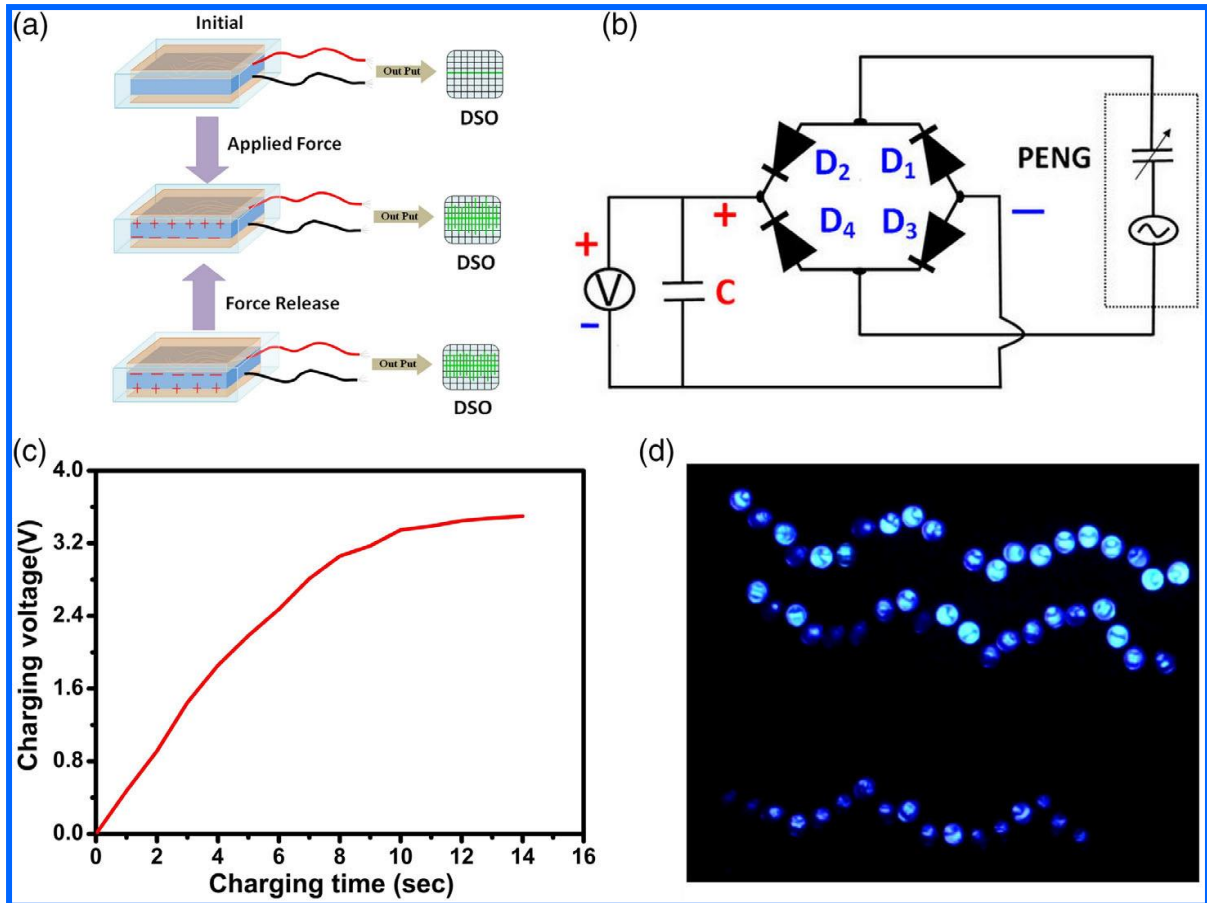 (a)
Initial
Out Put
DSO
Applied Force
+ + + + + +
Out Put
DSO
Force Release
+ + + + +
Out Put
DSO
(b)
D2 D1
D4 D3
PENG
+
−
+
V
−
C
(c)
4.0
3.2
2.4
1.6
0.8
0.0
0 2 4 6 8 10 12 14 16
Charging voltage(V)
Charging time (sec)
(d)